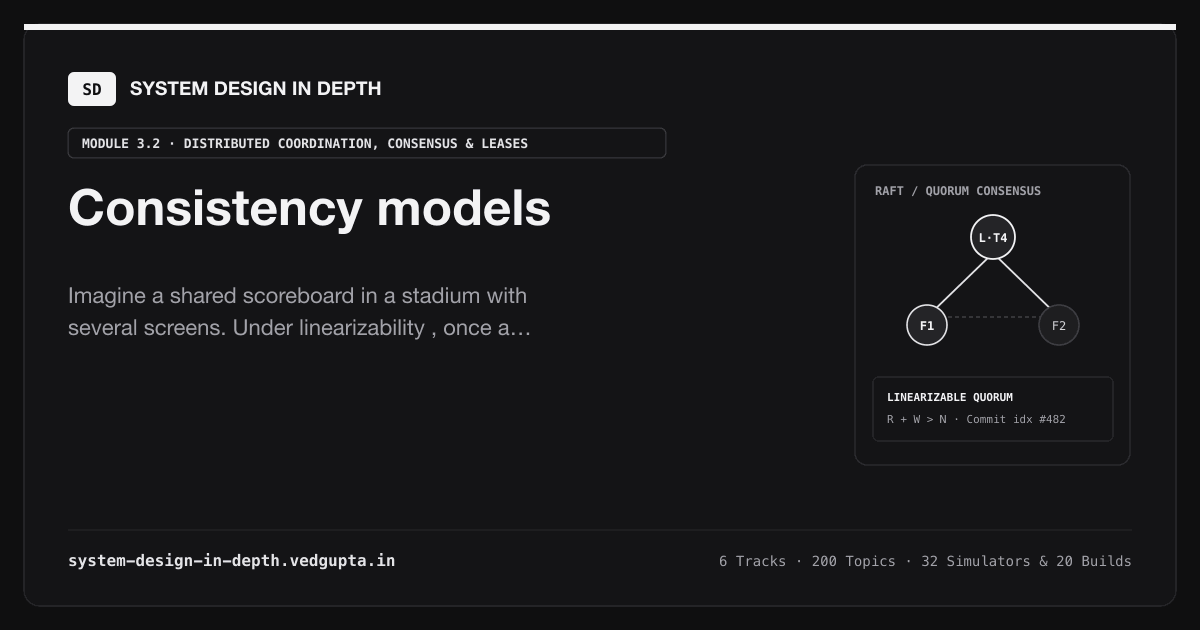 SD
SYSTEM DESIGN IN DEPTH
MODULE 3.2 · DISTRIBUTED COORDINATION, CONSENSUS & LEASES
Consistency models
Imagine a shared scoreboard in a stadium with
several screens. Under linearizability , once a…
RAFT / QUORUM CONSENSUS
L·T4
F1
F2
LINEARIZABLE QUORUM
R + W > N · Commit idx #482
system-design-in-depth.vedgupta.in
6 Tracks · 200 Topics · 32 Simulators & 20 Builds